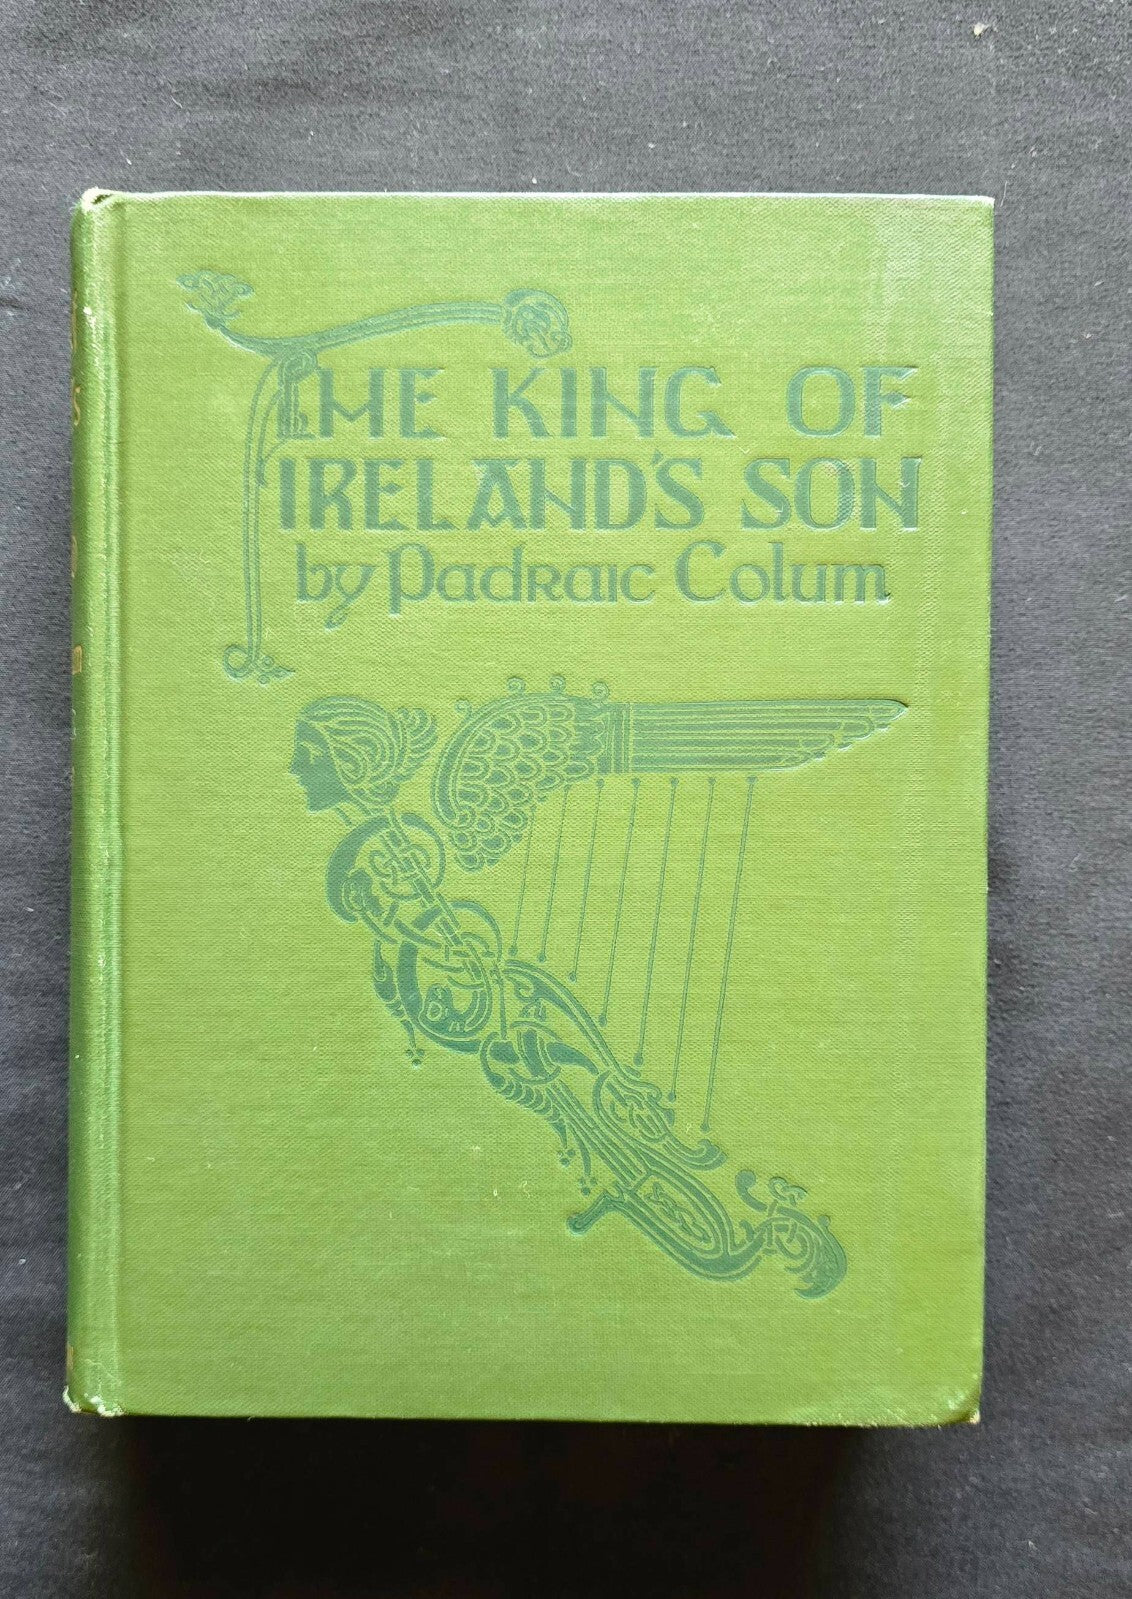 THE KING OF
IRELAND'S SON
by Padraic Colum